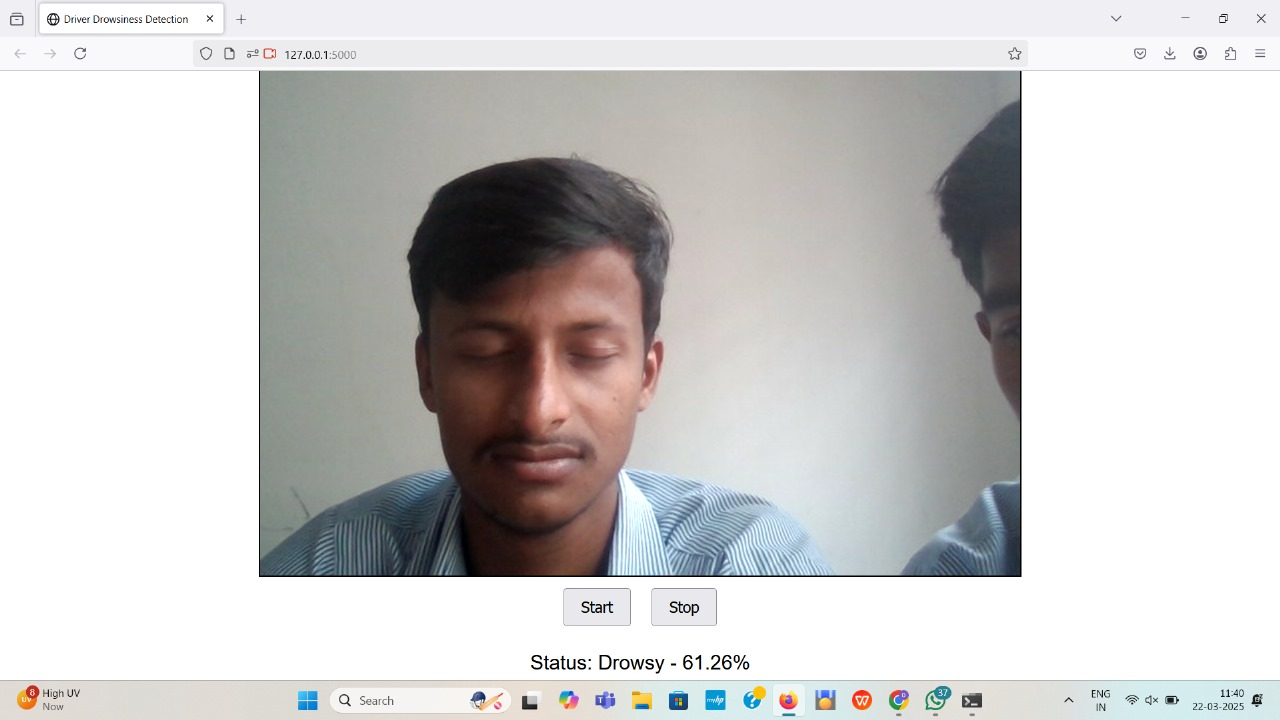 Driver Drowsiness Detection
127.0.0.1:5000
Start Stop
Status: Drowsy - 61.26%
8
High UV
Now
Search
myhp
W
37
ENG
IN
11:40
22-03-2025